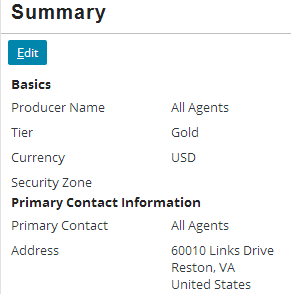 Summary
Edit
Basics
Producer Name All Agents
Tier Gold
Currency USD
Security Zone
Primary Contact Information
Primary Contact All Agents
Address 60010 Links Drive
Reston, VA
United States